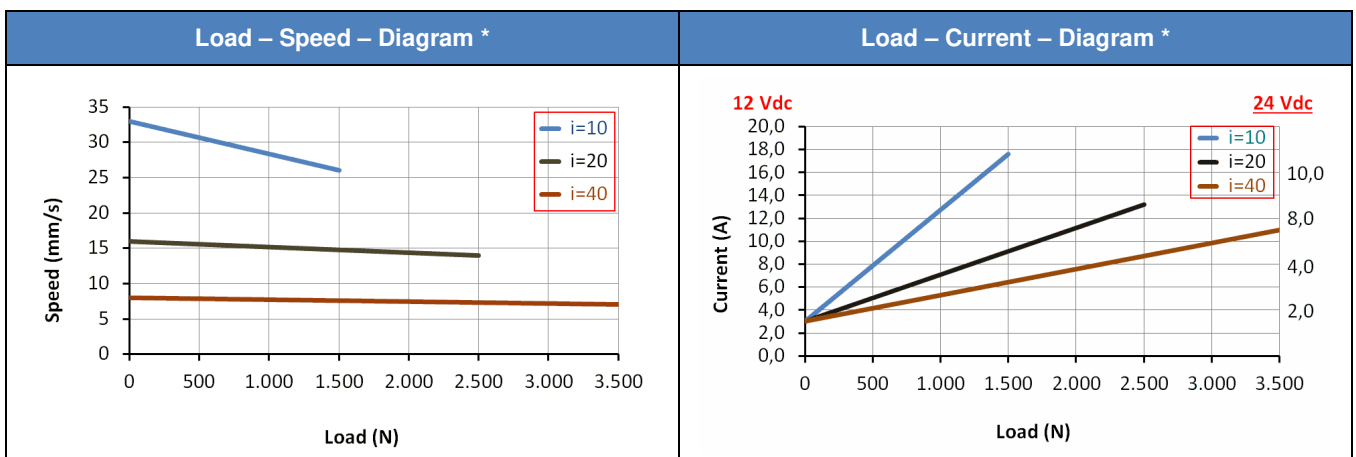 Load – Speed – Diagram *
Load – Current – Diagram *
35
30
25
20
15
10
5
0
Speed (mm/s)
i=10
i=20
i=40
0 500 1.000 1.500 2.000 2.500 3.000 3.500
Load (N)
12 Vdc
24 Vdc
20,0
18,0
16,0
14,0
12,0
10,0
8,0
6,0
4,0
2,0
0,0
Current (A)
i=10
i=20
i=40
10,0
8,0
4,0
2,0
0 500 1.000 1.500 2.000 2.500 3.000 3.500
Load (N)